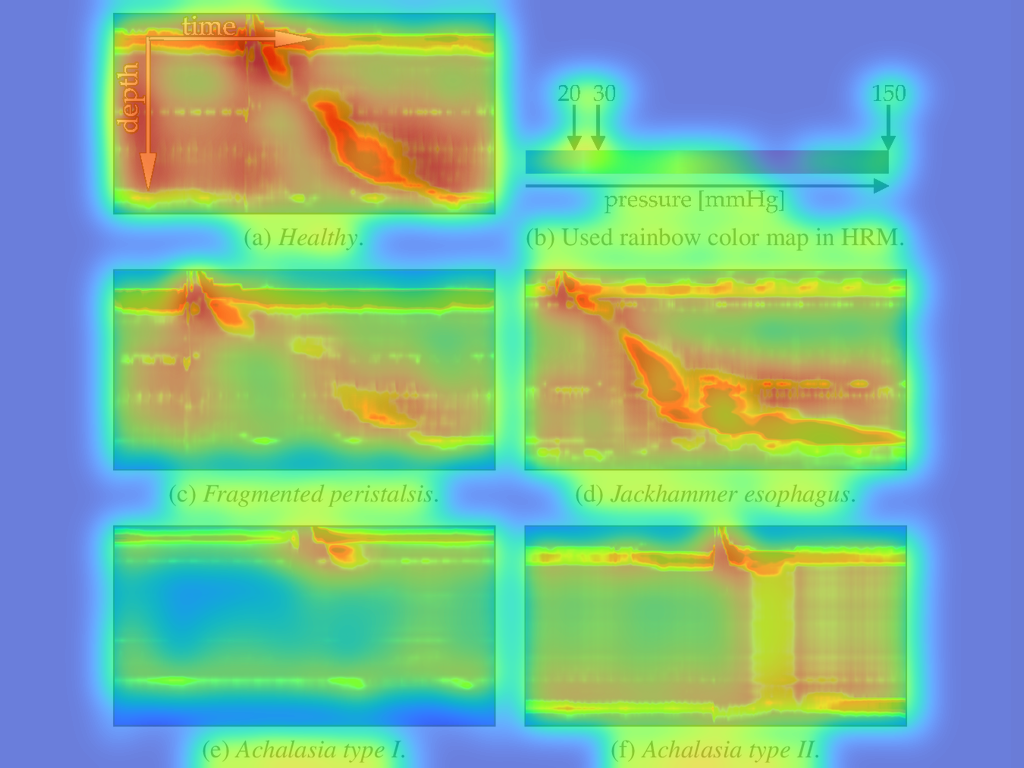 time
depth
20 30 150
pressure [mmHg]
(a) Healthy.
(b) Used rainbow color map in HRM.
(c) Fragmented peristalsis.
(d) Jackhammer esophagus.
(e) Achalasia type I.
(f) Achalasia type II.